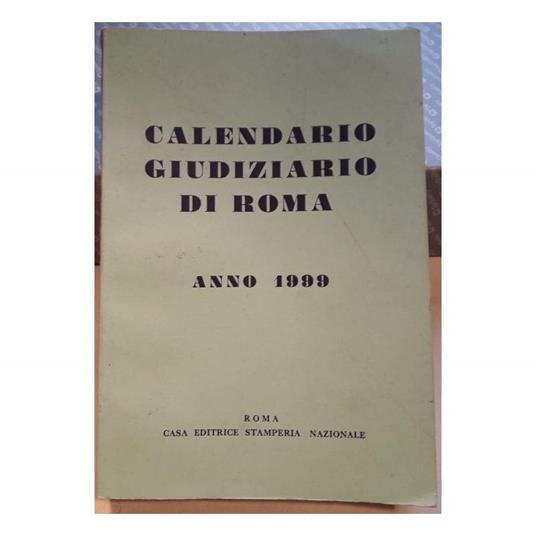 CALENDARIO
GIUDIZIARIO
DI ROMA
ANNO 1999
ROMA
CASA EDITRICE STAMPERIA NAZIONALE